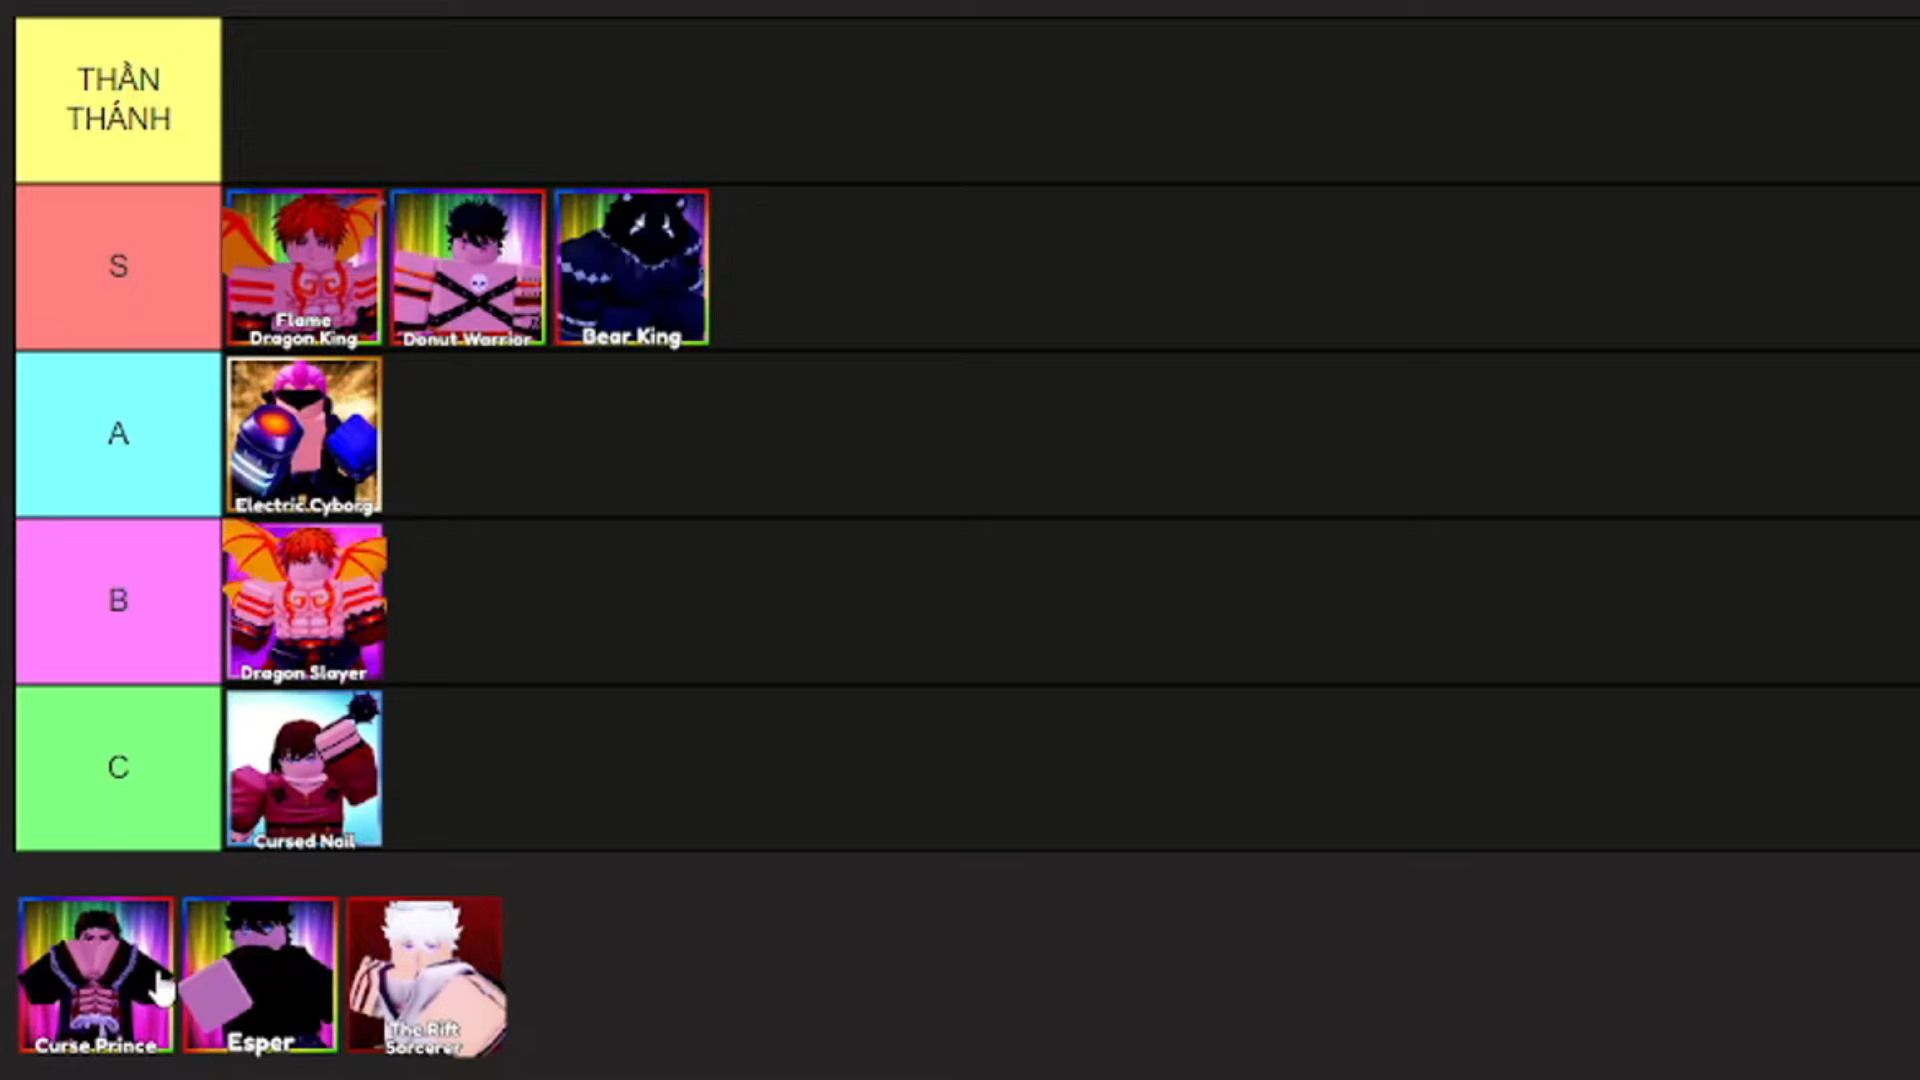 THẦN
THÁNH
S
Flame
Dragon King
Donut Warrior
Bear King
A
Electric Cyborg
B
Dragon Slayer
C
Cursed Nail
Curse Prince
Esper
The Rift
Sorcerer